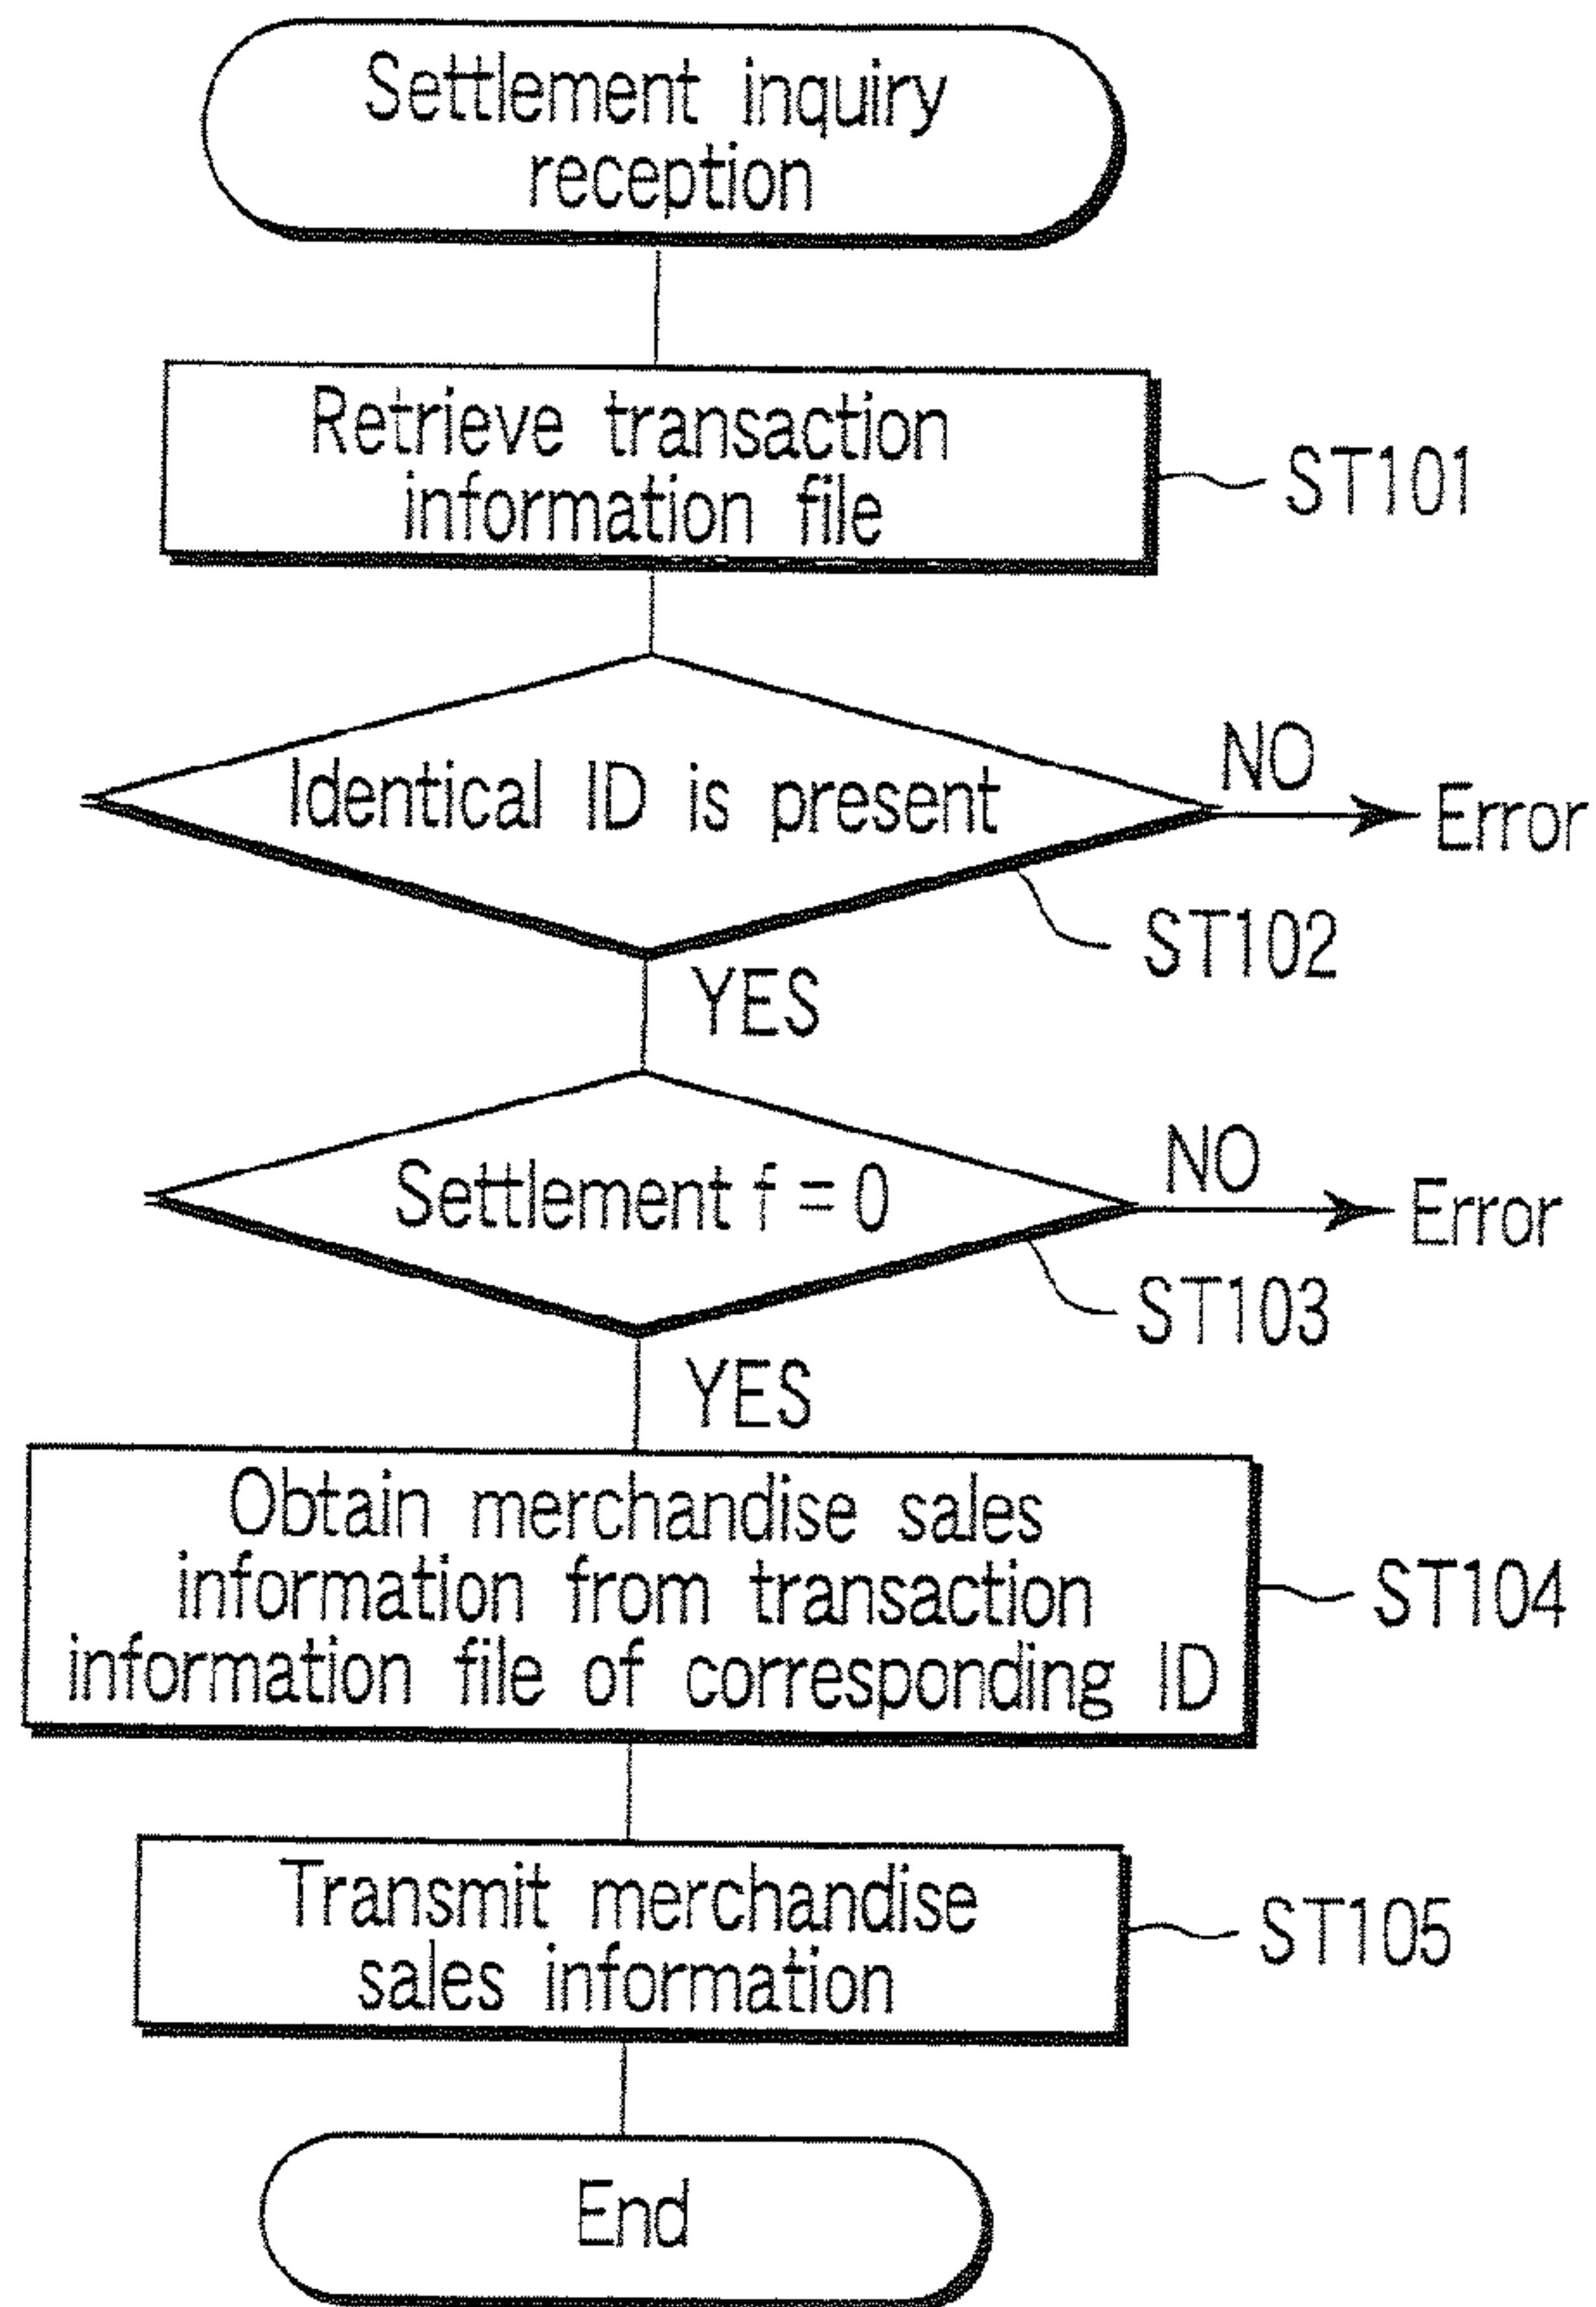 Settlement inquiry
reception
Retrieve transaction
information file
ST101
Identical ID is present
NO
Error
ST102
YES
Settlement f = 0
NO
Error
ST103
YES
Obtain merchandise sales
information from transaction
information file of corresponding ID
ST104
Transmit merchandise
sales information
ST105
End